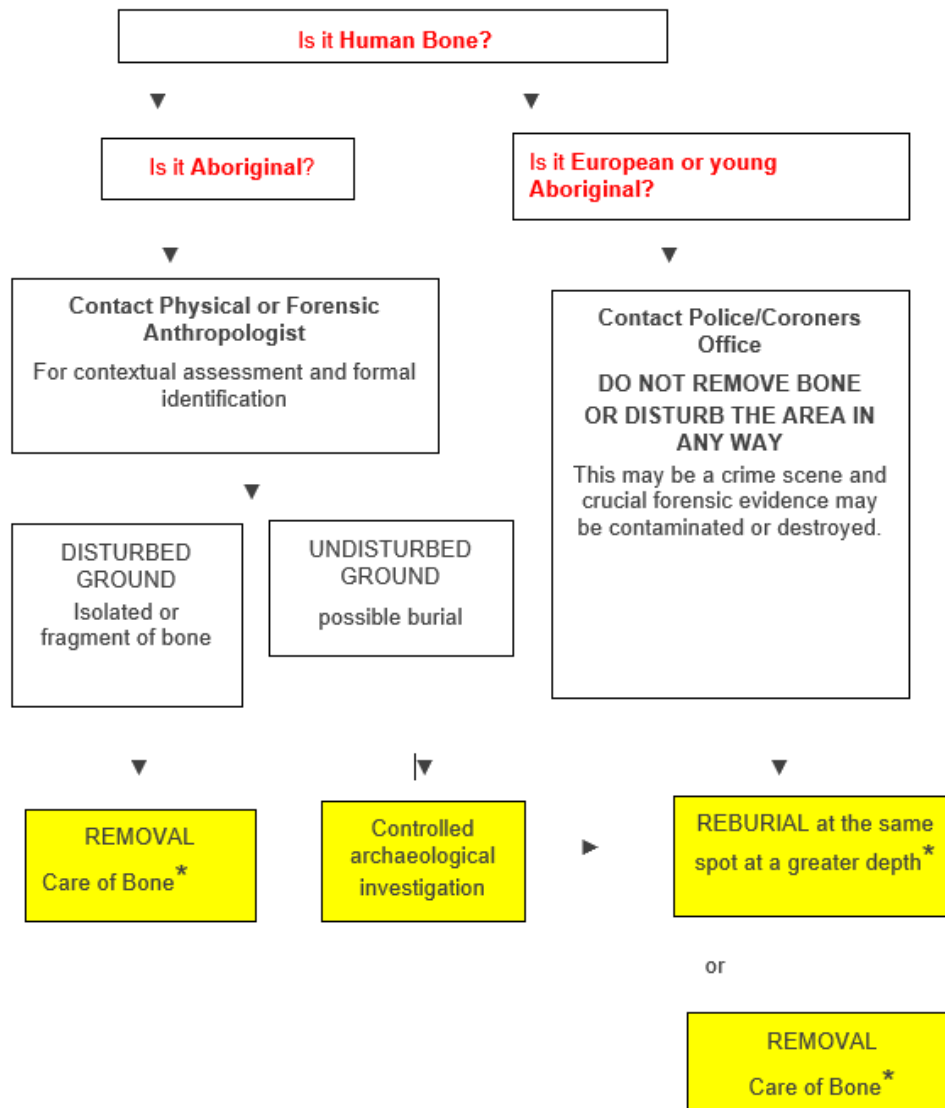 Is it Human Bone?
Is it Aboriginal?
Is it European or young
Aboriginal?
Contact Physical or Forensic
Anthropologist
For contextual assessment and formal
identification
Contact Police/Coroners
Office
DO NOT REMOVE BONE
OR DISTURB THE AREA IN
ANY WAY
This may be a crime scene and
crucial forensic evidence may
be contaminated or destroyed.
DISTURBED
GROUND
Isolated or
fragment of bone
UNDISTURBED
GROUND
possible burial
REMOVAL
Care of Bone*
Controlled
archaeological
investigation
REBURIAL at the same
spot at a greater depth*
or
REMOVAL
Care of Bone*